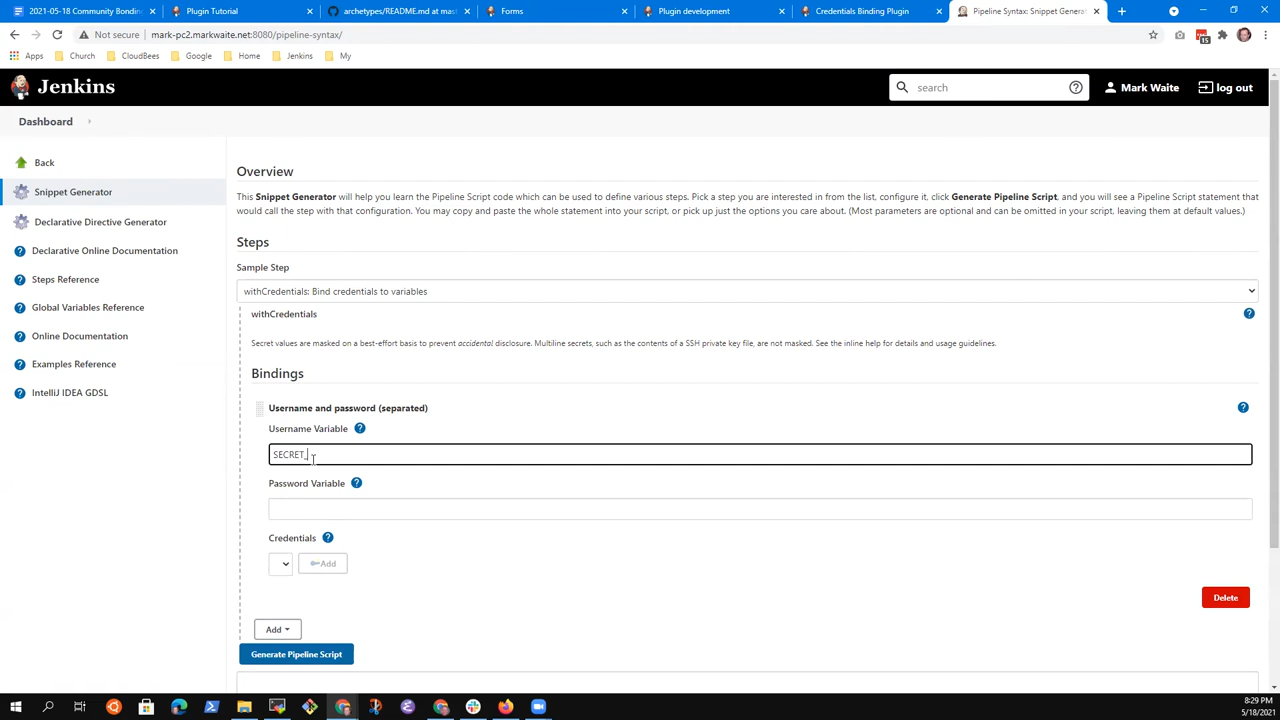 2021-05-18 Community Bondin
Plugin Tutorial
archetypes/README.md at mast
Forms
Plugin development
Credentials Binding Plugin
Pipeline Syntax: Snippet Generat
Not secure
mark-pc2.markwaite.net:8080/pipeline-syntax/
15
Apps
Church
CloudBees
Google
Home
Jenkins
My
Jenkins
search
Mark Waite
log out
Dashboard
Back
Snippet Generator
Declarative Directive Generator
Declarative Online Documentation
Steps Reference
Global Variables Reference
Online Documentation
Examples Reference
IntelliJ IDEA GDSL
Overview
This Snippet Generator will help you learn the Pipeline Script code which can be used to define various steps. Pick a step you are interested in from the list, configure it, click Generate Pipeline Script, and you will see a Pipeline Script statement that
would call the step with that configuration. You may copy and paste the whole statement into your script, or pick up just the options you care about. (Most parameters are optional and can be omitted in your script, leaving them at default values.)
Steps
Sample Step
withCredentials: Bind credentials to variables
withCredentials
Secret values are masked on a best-effort basis to prevent accidental disclosure. Multiline secrets, such as the contents of a SSH private key file, are not masked. See the inline help for details and usage guidelines.
Bindings
Username and password (separated)
Username Variable
SECRET_
Password Variable
Credentials
Add
Delete
Add
Generate Pipeline Script
8:29 PM
5/18/2021